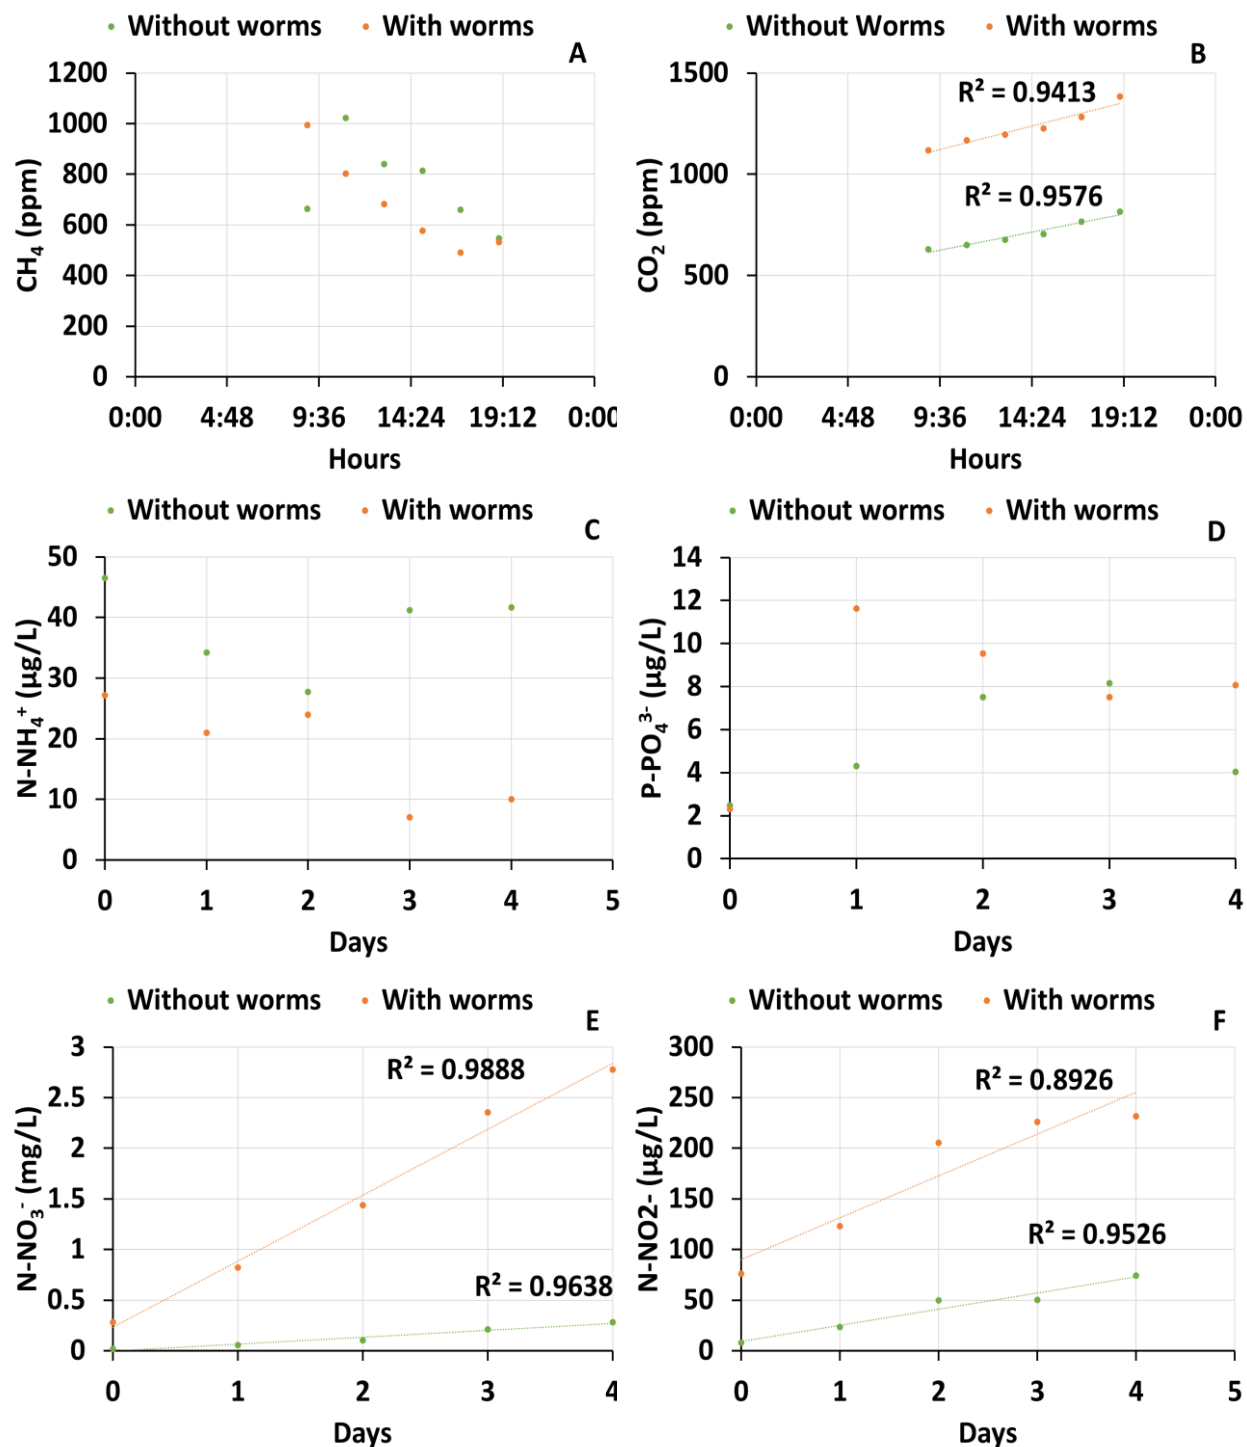 Without worms With worms
A
1200
1000
800
600
400
200
0
CH₄ (ppm)
0:00 4:48 9:36 14:24 19:12 0:00
Hours
Without Worms With worms
B
1500
1000
500
0
CO₂ (ppm)
R² = 0.9413
R² = 0.9576
0:00 4:48 9:36 14:24 19:12 0:00
Hours
Without worms With worms
C
50
40
30
20
10
0
N-NH₄⁺ (µg/L)
0 1 2 3 4 5
Days
Without worms With worms
D
14
12
10
8
6
4
2
0
P-PO₄³⁻ (µg/L)
0 1 2 3 4
Days
Without worms With worms
E
3
2.5
2
1.5
1
0.5
0
N-NO₃⁻ (mg/L)
R² = 0.9888
R² = 0.9638
0 1 2 3 4
Days
Without worms With worms
F
300
250
200
150
100
50
0
N-NO2- (µg/L)
R² = 0.8926
R² = 0.9526
0 1 2 3 4 5
Days